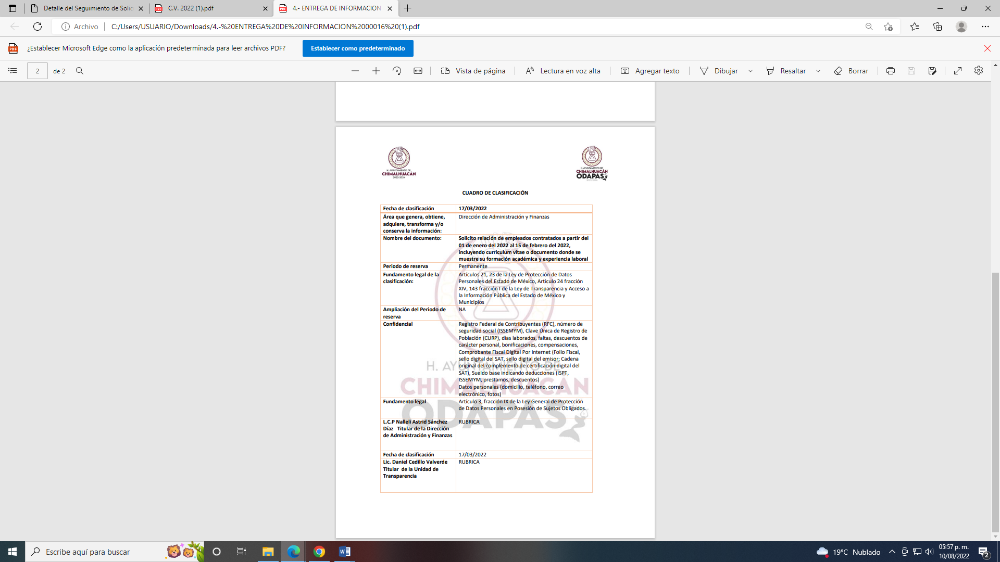 Detalle del Seguimiento de Solic
C.V. 2022 (1).pdf
4.- ENTREGA DE INFORMACION
Archivo
C:/Users/USUARIO/Downloads/4.-%20ENTREGA%20DE%20INFORMACION%2000016%20(1).pdf
¿Establecer Microsoft Edge como la aplicación predeterminada para leer archivos PDF?
Establecer como predeterminado
2 de 2
Vista de página
Lectura en voz alta
Agregar texto
Dibujar
Resaltar
Borrar
H. AYUNTAMIENTO DE
CHIMALHUACÁN
2022-2024
H. AYUNTAMIENTO DE
CHIMALHUACÁN
ODAPAS
CUADRO DE CLASIFICACIÓN
Fecha de clasificación
17/03/2022
Área que genera, obtiene,
adquiere, transforma y/o
conserva la información:
Dirección de Administración y Finanzas
Nombre del documento:
Solicito relación de empleados contratados a partir del
01 de enero del 2022 al 15 de febrero del 2022,
incluyendo curriculum vitae o documento donde se
muestre su formación académica y experiencia laboral
Periodo de reserva
Permanente
Fundamento legal de la
clasificación:
Artículos 21, 23 de la Ley de Protección de Datos
Personales del Estado de México, Articulo 24 fracción
XIV, 143 fracción I de la Ley de Transparencia y Acceso a
la Información Pública del Estado de México y
Municipios
Ampliación del Periodo de
reserva
NA
Confidencial
Registro Federal de Contribuyentes (RFC), número de
seguridad social (ISSEMYM), Clave Única de Registro de
Población (CURP), días laborados, faltas, descuentos de
carácter personal, bonificaciones, compensaciones,
Comprobante Fiscal Digital Por Internet (Folio Fiscal,
sello digital del SAT, sello digital del emisor; Cadena
original del complemento de certificación digital del
SAT), Sueldo base indicando deducciones (ISPT,
ISSEMYM, prestamos, descuentos)
Datos personales (domicilio, teléfono, correo
electrónico, fotos)
Fundamento legal
Artículo 3, fracción IX de la Ley General de Protección
de Datos Personales en Posesión de Sujetos Obligados.
L.C.P Nalleli Astrid Sánchez
Díaz Titular de la Dirección
de Administración y Finanzas
RUBRICA
Fecha de clasificación
17/03/2022
Lic. Daniel Cedillo Valverde
Titular de la Unidad de
Transparencia
RUBRICA
H. AYUNTAMIENTO DE
CHIMALHUACÁN
ODAPAS
Escribe aquí para buscar
19°C Nublado
05:57 p. m.
10/08/2022
2